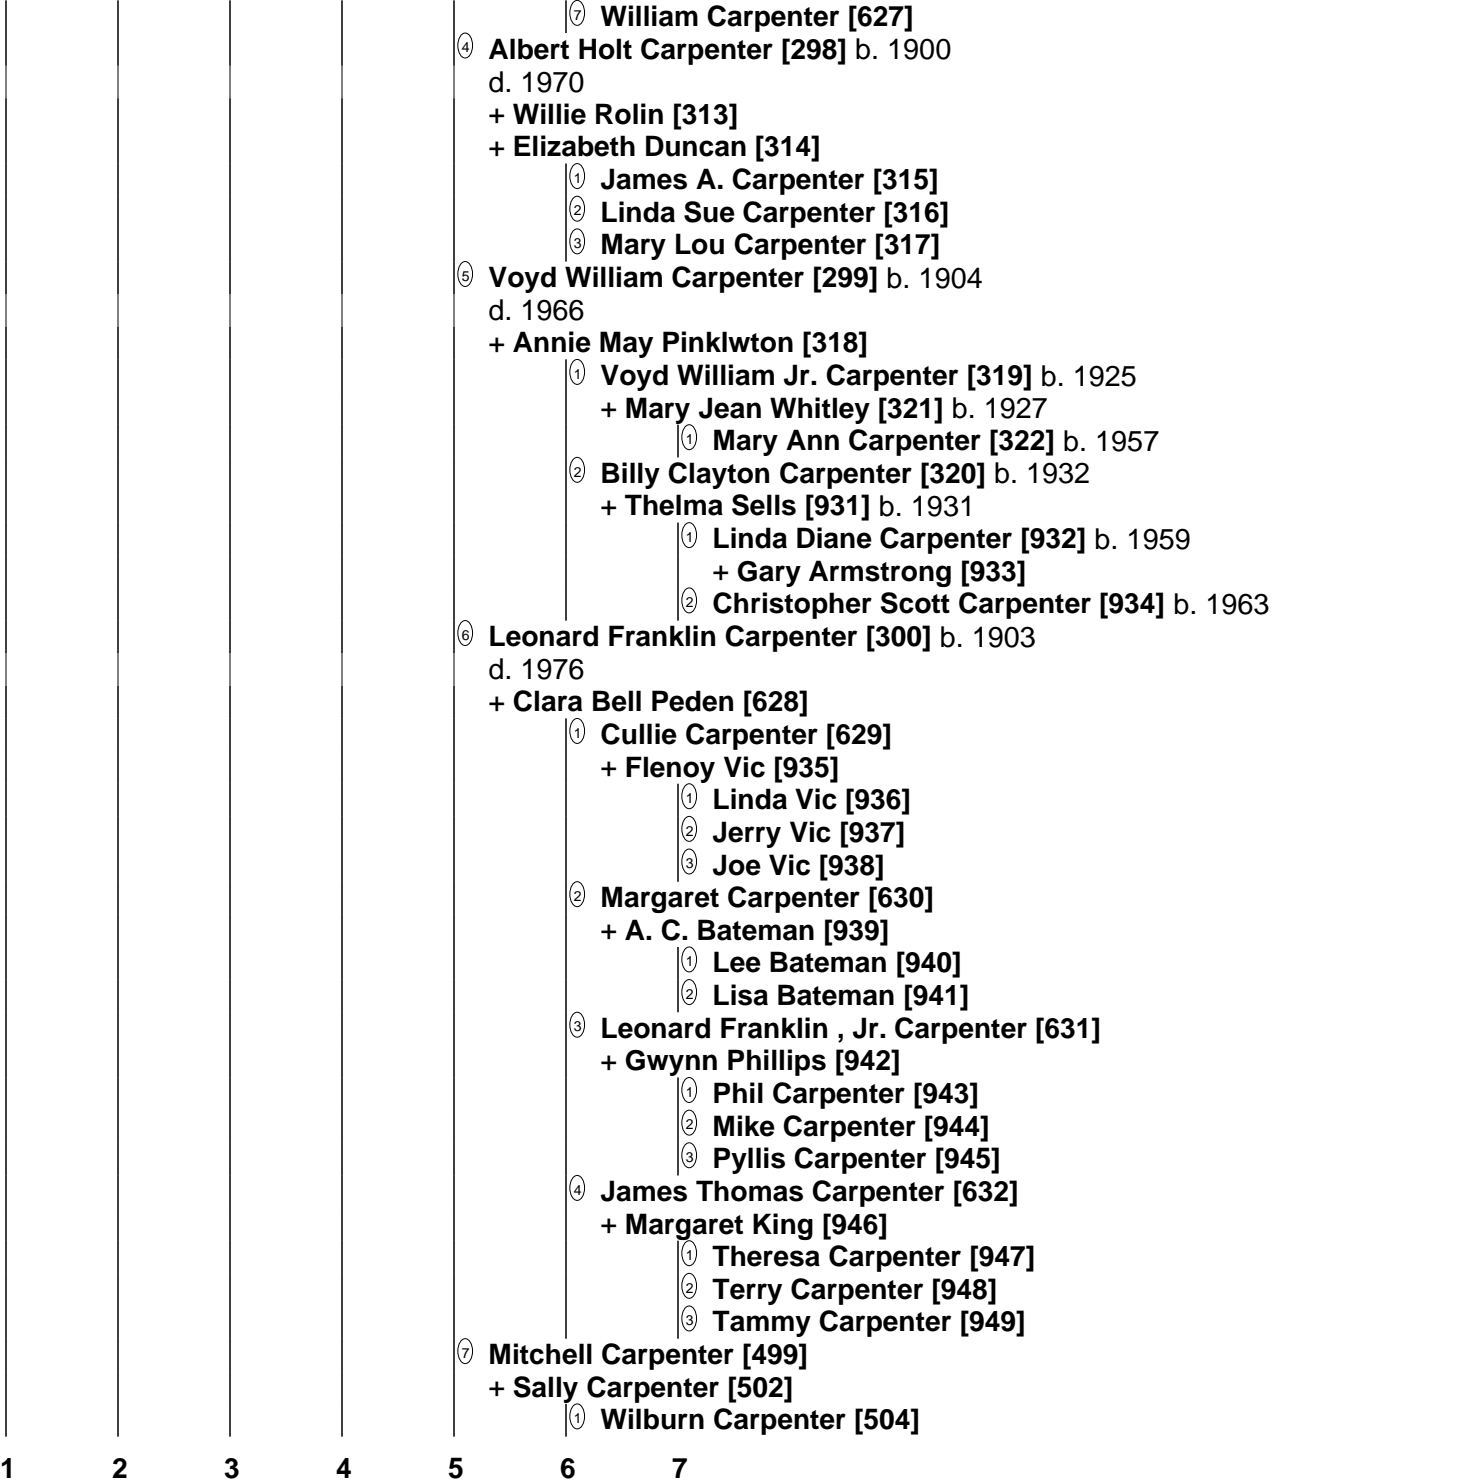 7 William Carpenter [627]
4 Albert Holt Carpenter [298] b. 1900
d. 1970
+ Willie Rolin [313]
+ Elizabeth Duncan [314]
1 James A. Carpenter [315]
2 Linda Sue Carpenter [316]
3 Mary Lou Carpenter [317]
5 Voyd William Carpenter [299] b. 1904
d. 1966
+ Annie May Pinklwton [318]
1 Voyd William Jr. Carpenter [319] b. 1925
+ Mary Jean Whitley [321] b. 1927
1 Mary Ann Carpenter [322] b. 1957
2 Billy Clayton Carpenter [320] b. 1932
+ Thelma Sells [931] b. 1931
1 Linda Diane Carpenter [932] b. 1959
+ Gary Armstrong [933]
2 Christopher Scott Carpenter [934] b. 1963
6 Leonard Franklin Carpenter [300] b. 1903
d. 1976
+ Clara Bell Peden [628]
1 Cullie Carpenter [629]
+ Flenoy Vic [935]
1 Linda Vic [936]
2 Jerry Vic [937]
3 Joe Vic [938]
2 Margaret Carpenter [630]
+ A. C. Bateman [939]
1 Lee Bateman [940]
2 Lisa Bateman [941]
3 Leonard Franklin , Jr. Carpenter [631]
+ Gwynn Phillips [942]
1 Phil Carpenter [943]
2 Mike Carpenter [944]
3 Pyllis Carpenter [945]
4 James Thomas Carpenter [632]
+ Margaret King [946]
1 Theresa Carpenter [947]
2 Terry Carpenter [948]
3 Tammy Carpenter [949]
7 Mitchell Carpenter [499]
+ Sally Carpenter [502]
1 Wilburn Carpenter [504]
1 2 3 4 5 6 7